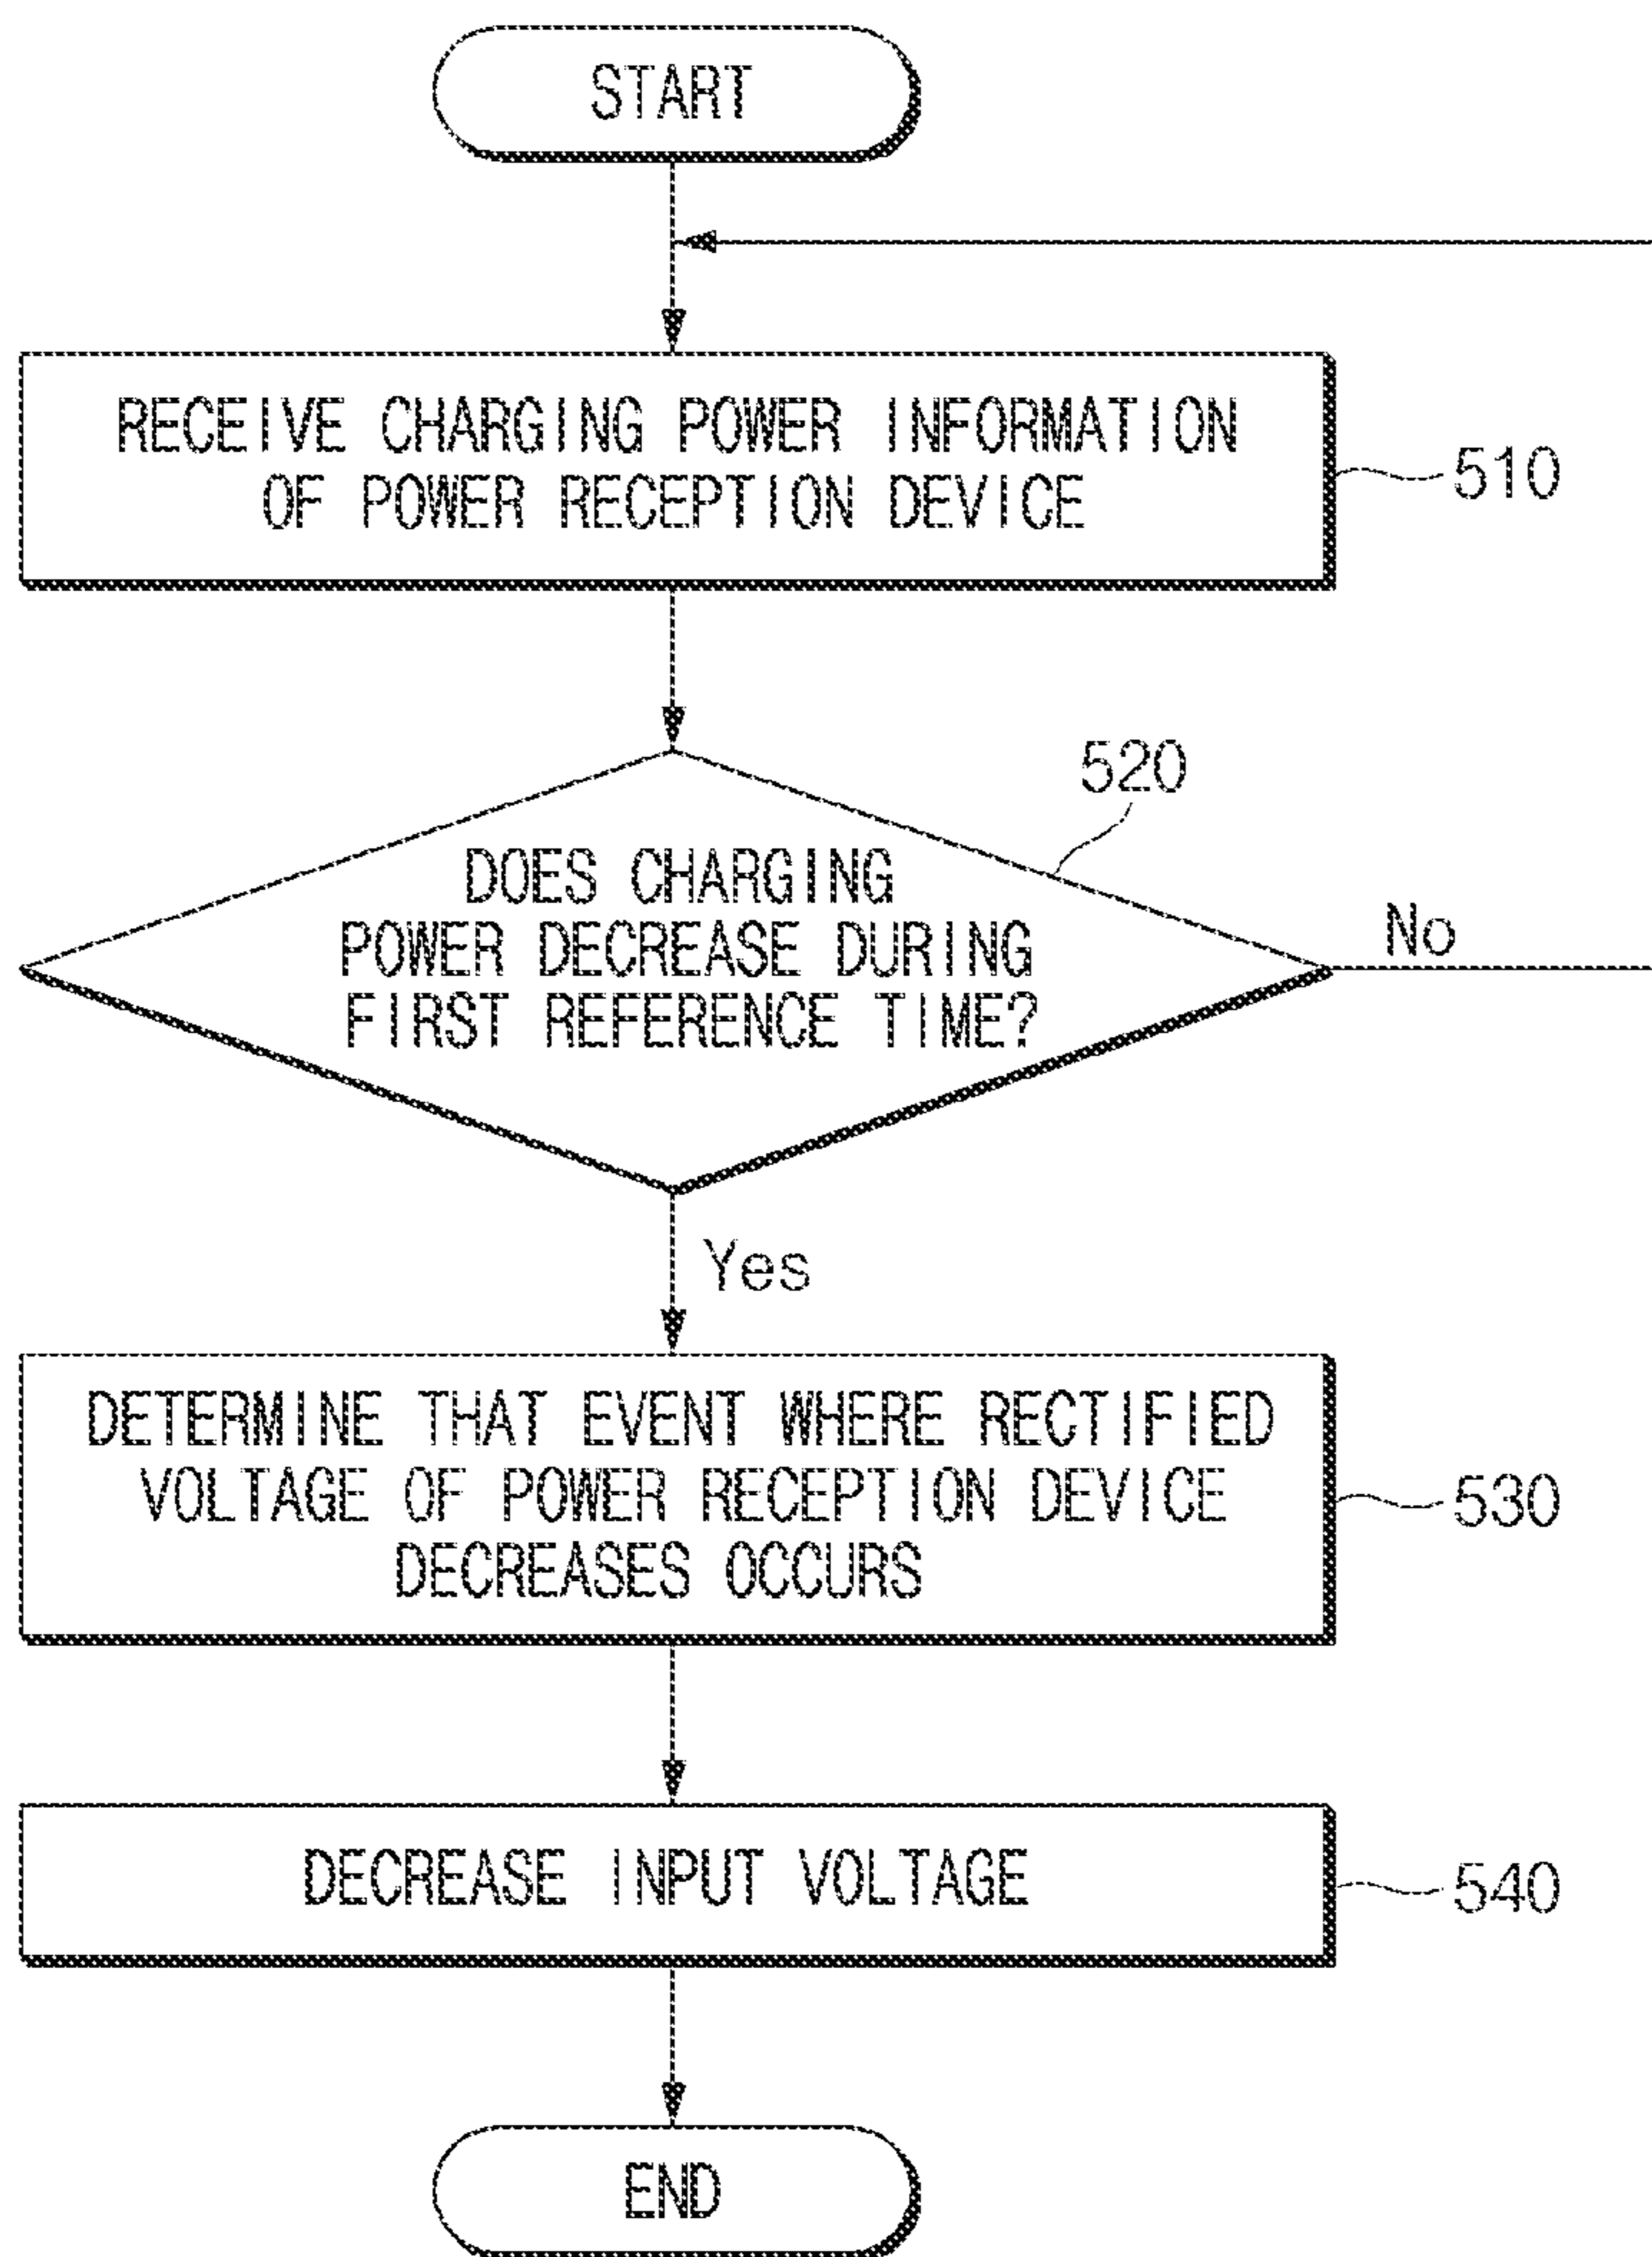 START
RECEIVE CHARGING POWER INFORMATION
OF POWER RECEPTION DEVICE
510
520
DOES CHARGING
POWER DECREASE DURING
FIRST REFERENCE TIME?
No
Yes
DETERMINE THAT EVENT WHERE RECTIFIED
VOLTAGE OF POWER RECEPTION DEVICE
DECREASES OCCURS
530
DECREASE INPUT VOLTAGE
540
END